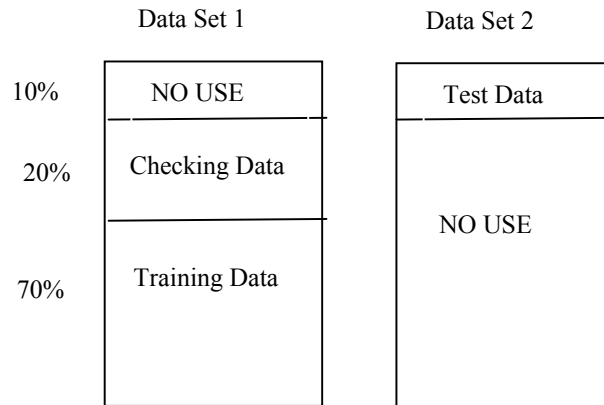 Data Set 1
Data Set 2
10%
NO USE
Test Data
20%
Checking Data
NO USE
70%
Training Data